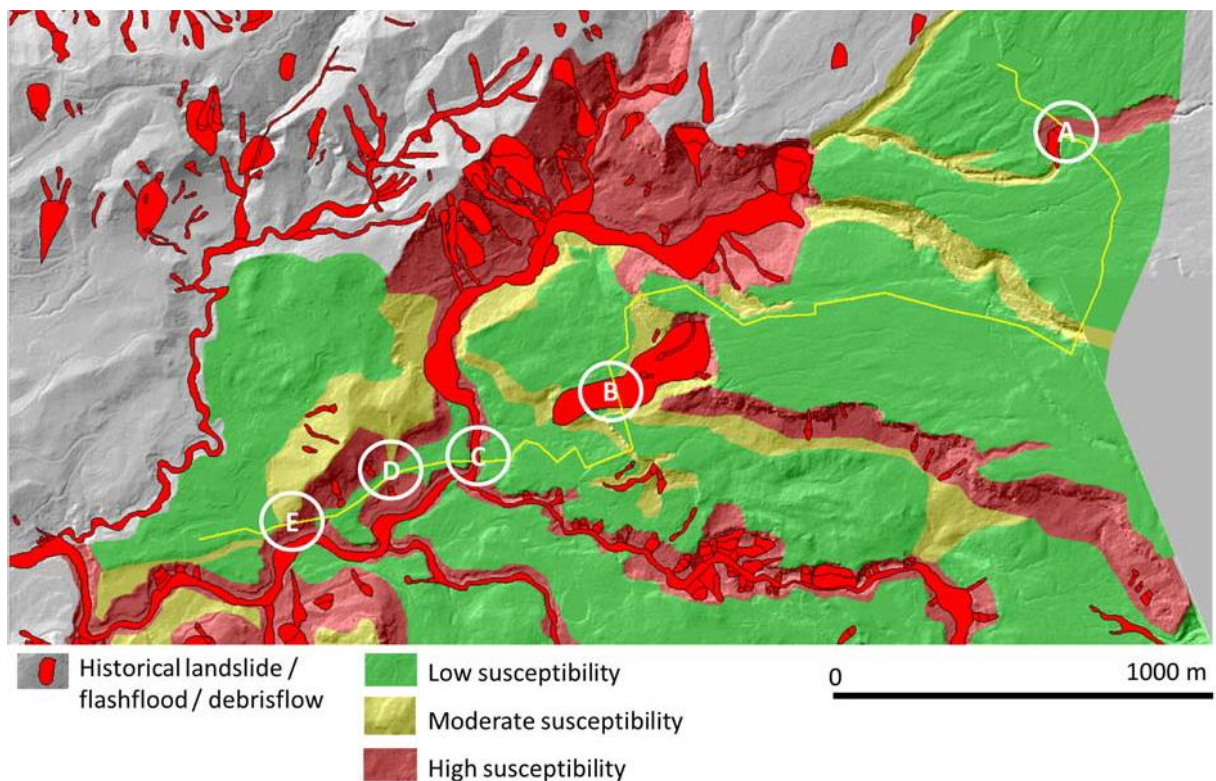 A
B
C
D
E
Historical landslide /
flashflood / debrisflow
Low susceptibility
Moderate susceptibility
High susceptibility
0 1000 m